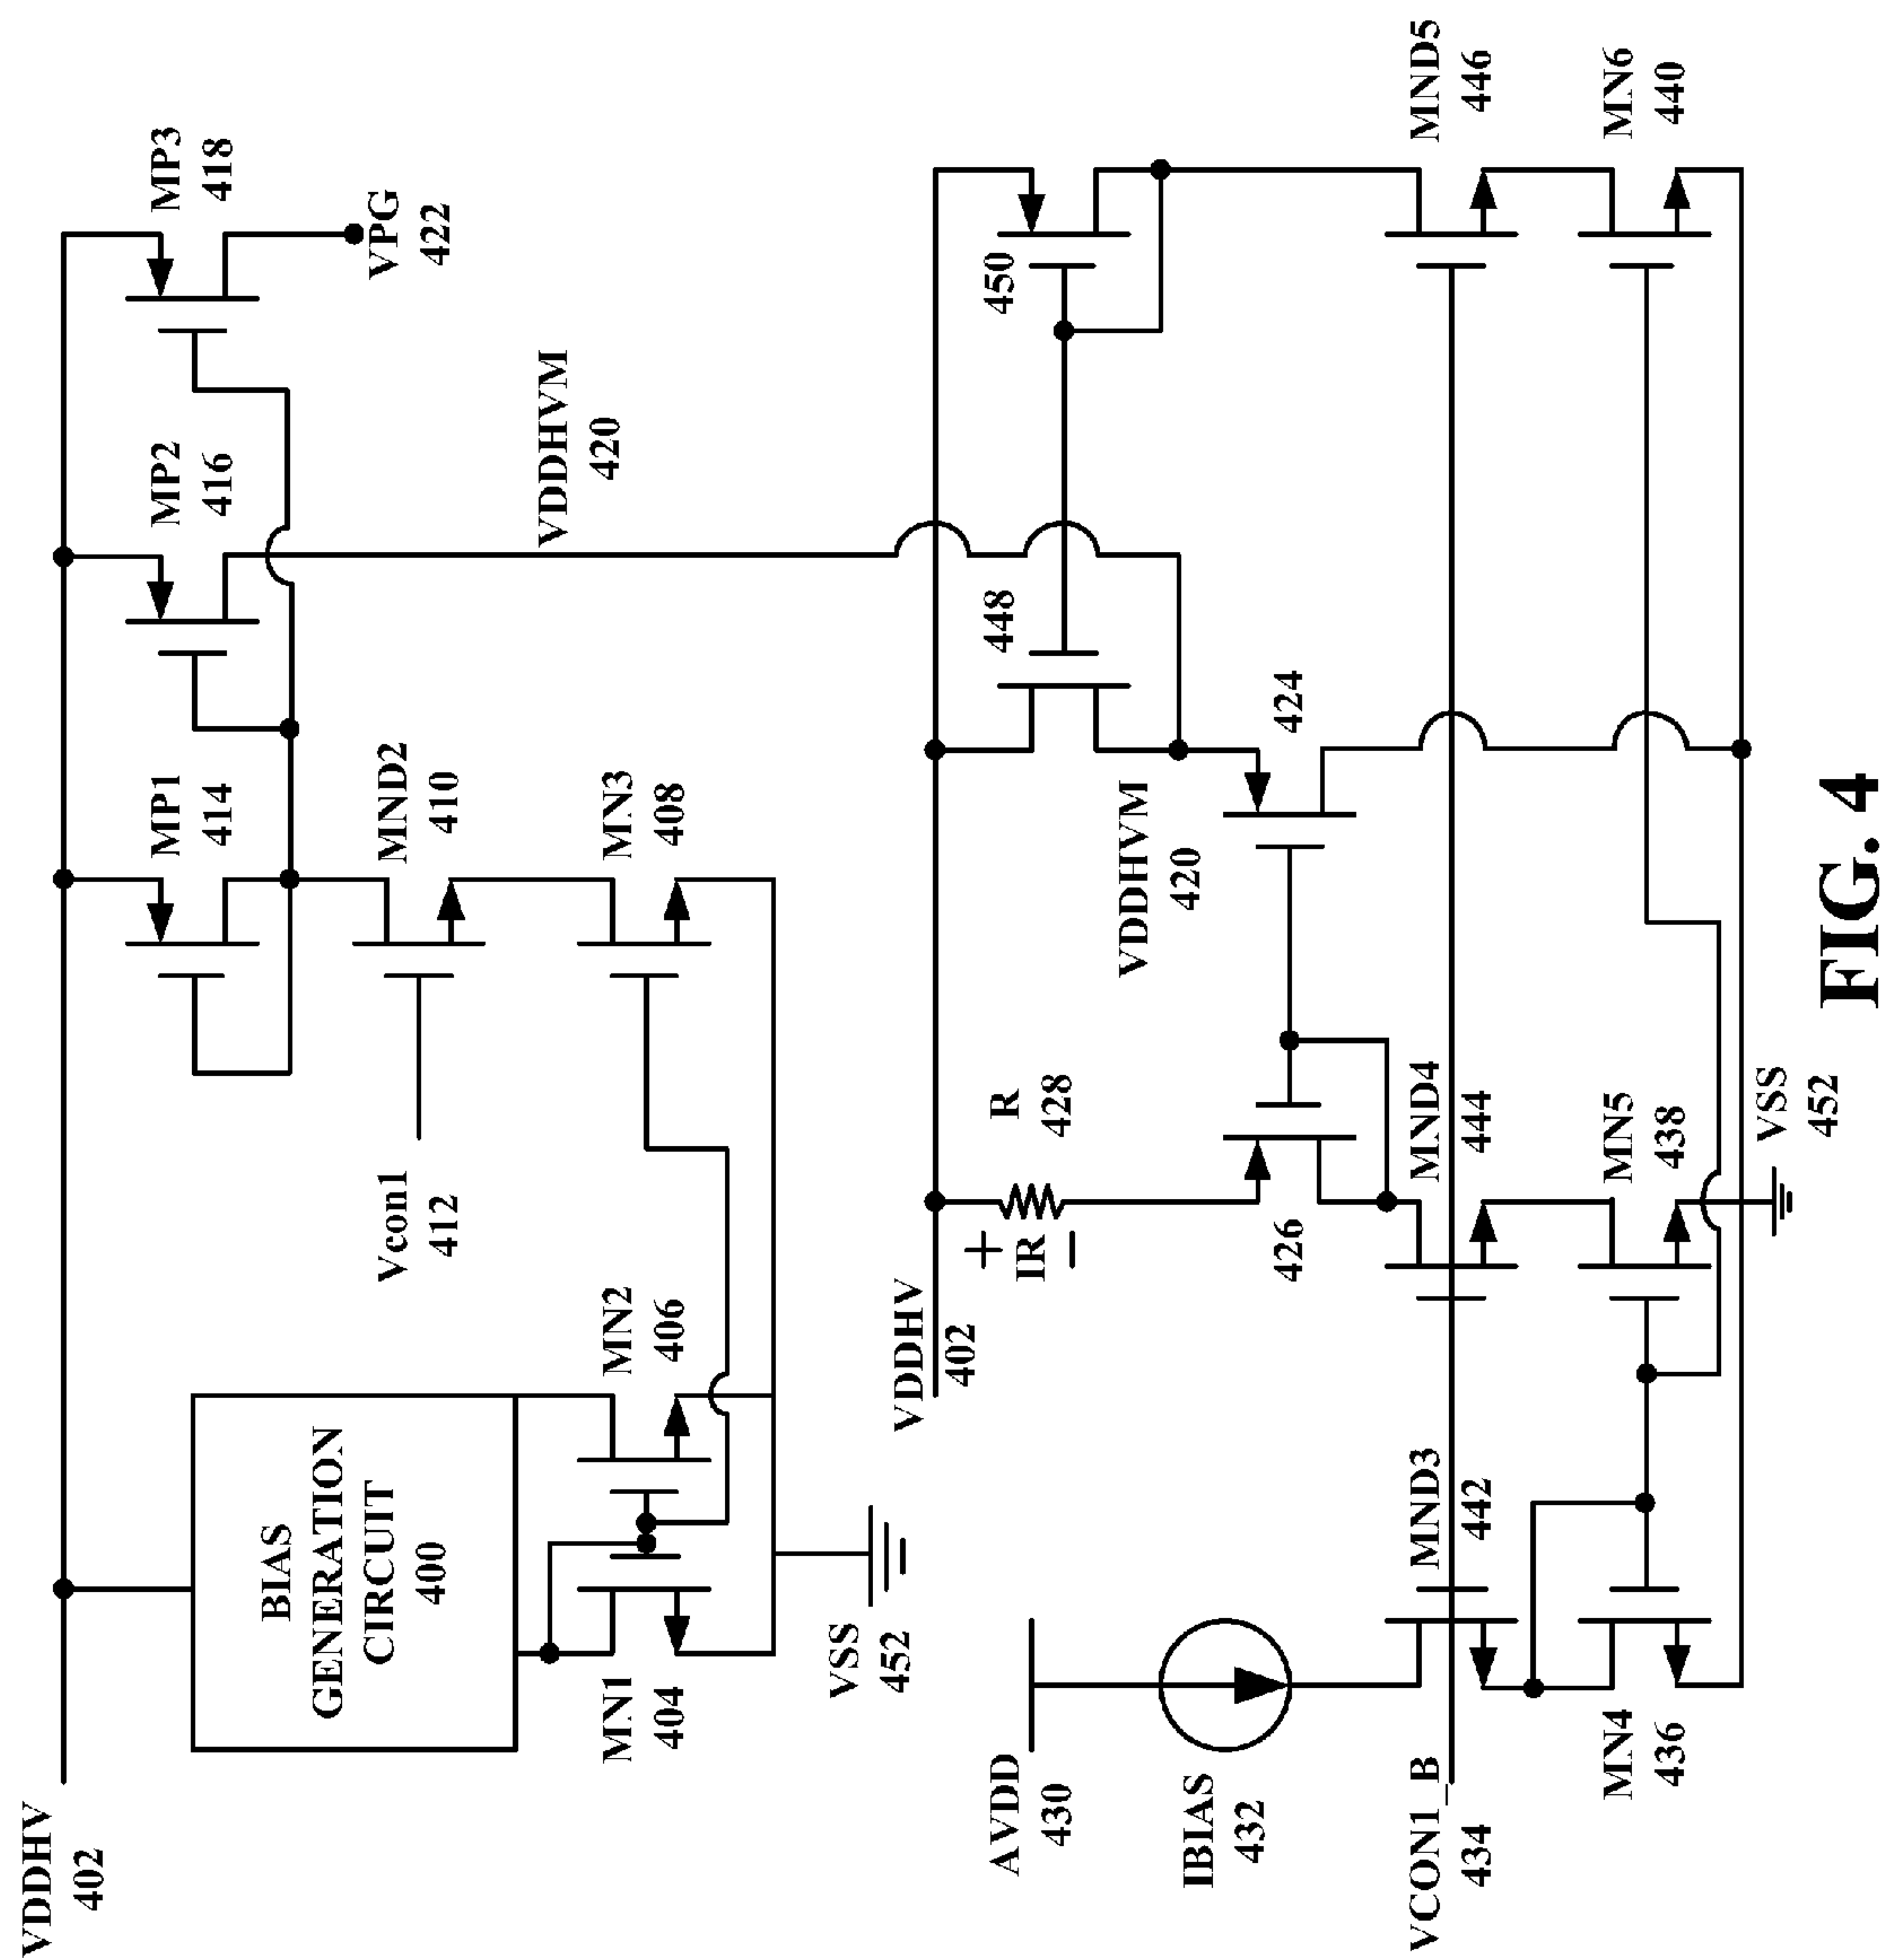 VDDHV
402
BIAS
GENERATION
CIRCUIT
400
MN1
404
MN2
406
VSS
452
Vcon1
412
MP1
414
MND2
410
MN3
408
MP2
416
MP3
418
VPG
422
VDDHVM
420
VDDHV
402
AVDD
430
IBIAS
432
VCON1_B
434
MND3
442
MN4
436
+
IR
−
R
428
426
MND4
444
MN5
438
VSS
452
VDDHVM
420
424
448
450
MND5
446
MN6
440
FIG. 4